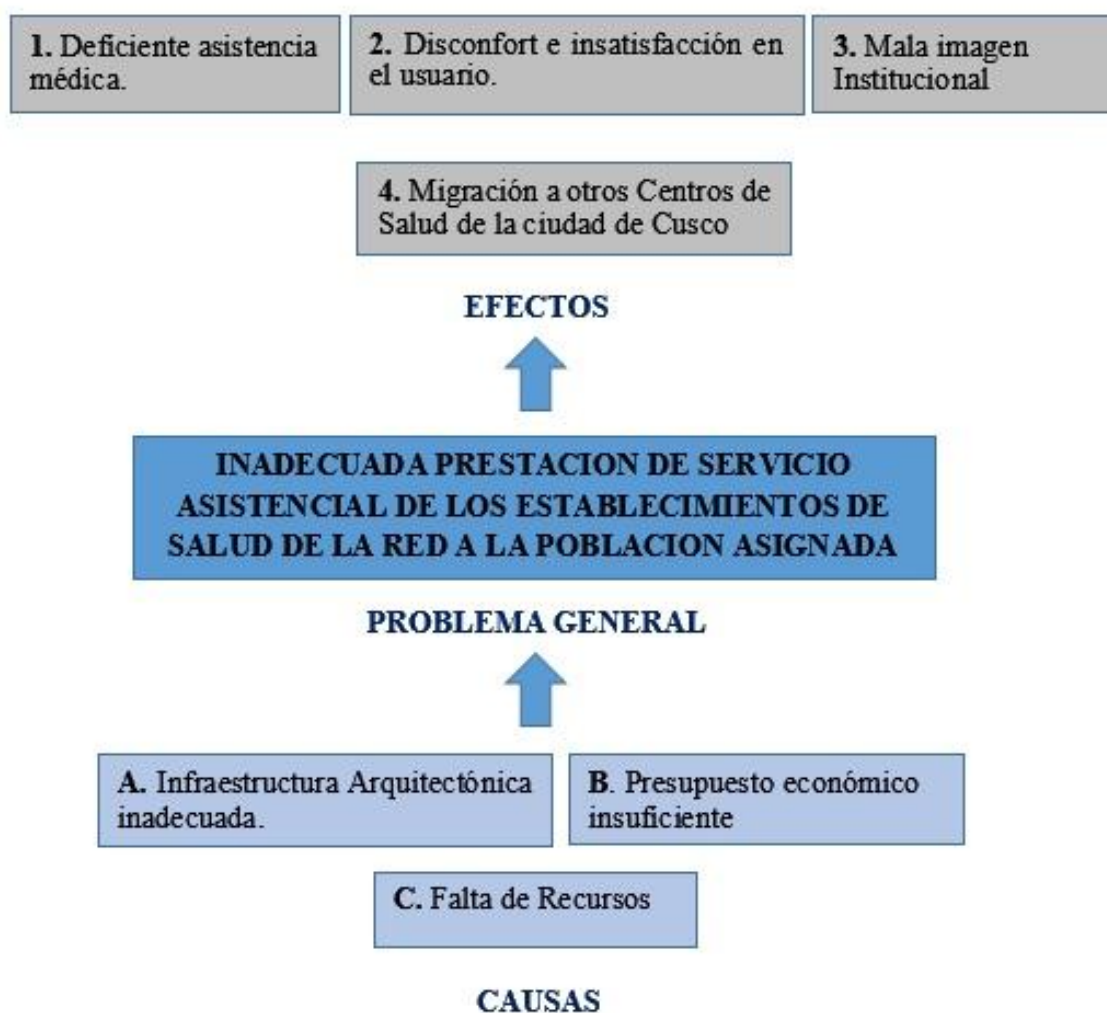 1. Deficiente asistencia
médica.
2. Disconfort e insatisfacción en
el usuario.
3. Mala imagen
Institucional
4. Migración a otros Centros de
Salud de la ciudad de Cusco
EFECTOS
INADECUADA PRESTACION DE SERVICIO
ASISTENCIAL DE LOS ESTABLECIMIENTOS DE
SALUD DE LA RED A LA POBLACION ASIGNADA
PROBLEMA GENERAL
A. Infraestructura Arquitectónica
inadecuada.
B. Presupuesto económico
insuficiente
C. Falta de Recursos
CAUSAS